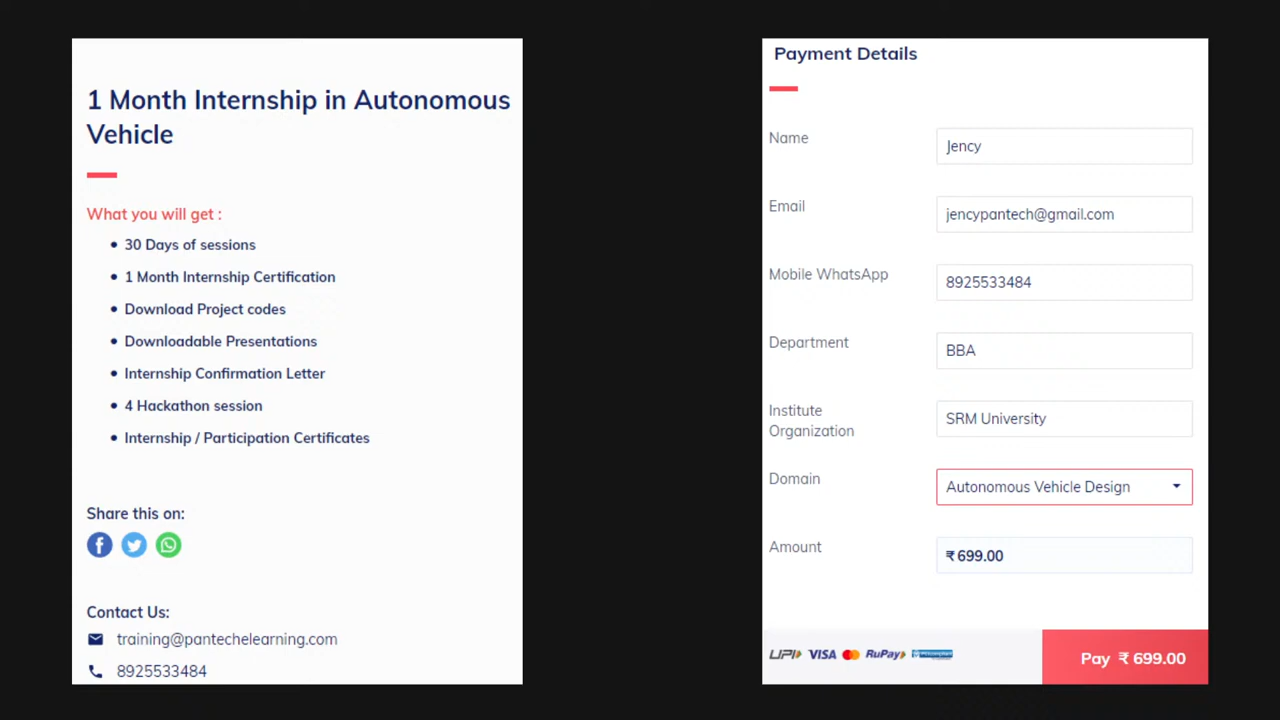 1 Month Internship in Autonomous
Vehicle
What you will get :
30 Days of sessions
1 Month Internship Certification
Download Project codes
Downloadable Presentations
Internship Confirmation Letter
4 Hackathon session
Internship / Participation Certificates
Share this on:
Contact Us:
training@pantechelearning.com
8925533484
Payment Details
Name
Jency
Email
jencypantech@gmail.com
Mobile WhatsApp
8925533484
Department
BBA
Institute
Organization
SRM University
Domain
Autonomous Vehicle Design
Amount
₹ 699.00
UPI VISA RuPay
Pay ₹ 699.00